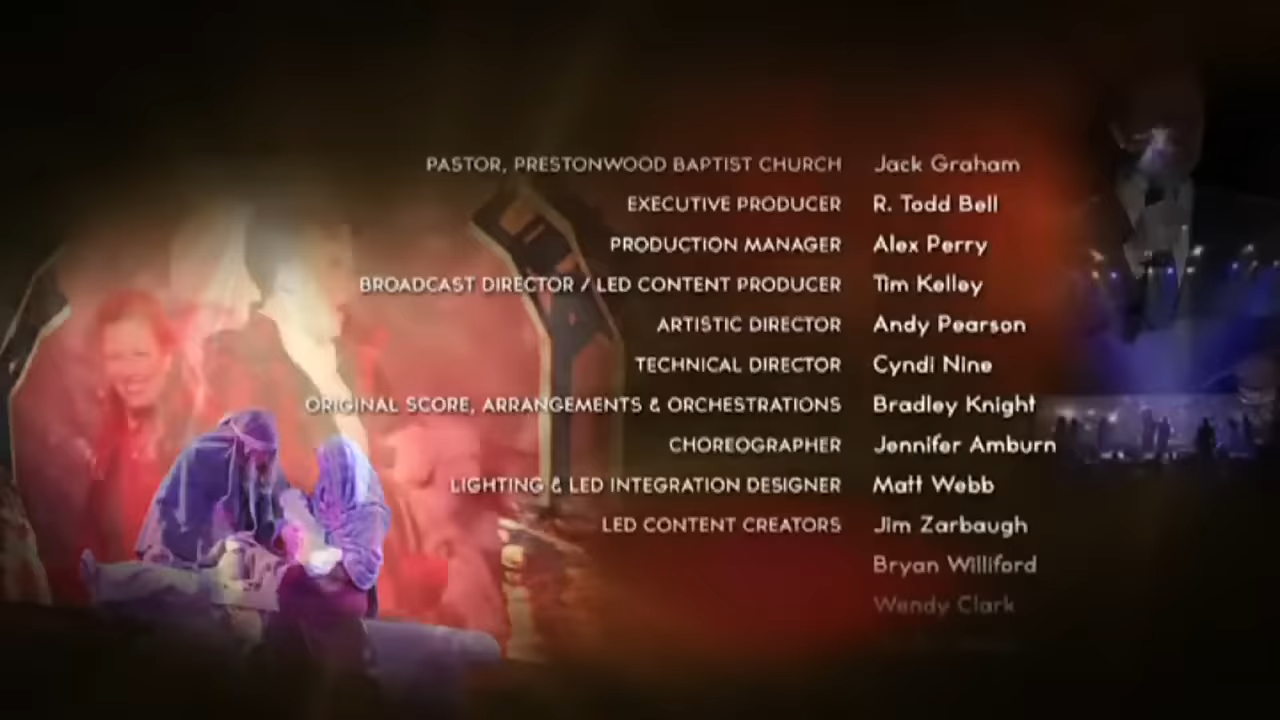 PASTOR, PRESTONWOOD BAPTIST CHURCH Jack Graham
EXECUTIVE PRODUCER R. Todd Bell
PRODUCTION MANAGER Alex Perry
BROADCAST DIRECTOR / LED CONTENT PRODUCER Tim Kelley
ARTISTIC DIRECTOR Andy Pearson
TECHNICAL DIRECTOR Cyndi Nine
ORIGINAL SCORE, ARRANGEMENTS & ORCHESTRATIONS Bradley Knight
CHOREOGRAPHER Jennifer Amburn
LIGHTING & LED INTEGRATION DESIGNER Matt Webb
LED CONTENT CREATORS Jim Zarbaugh
Bryan Williford
Wendy Clark